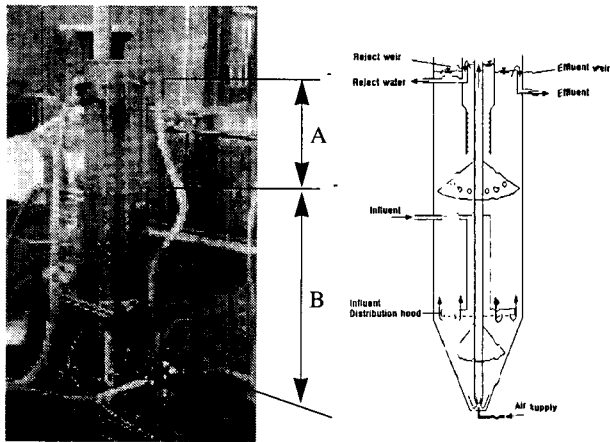 Reject weir
Effluent weir
Reject water
Effluent
A
Influent
B
Influent
Distribution hood
Air supply